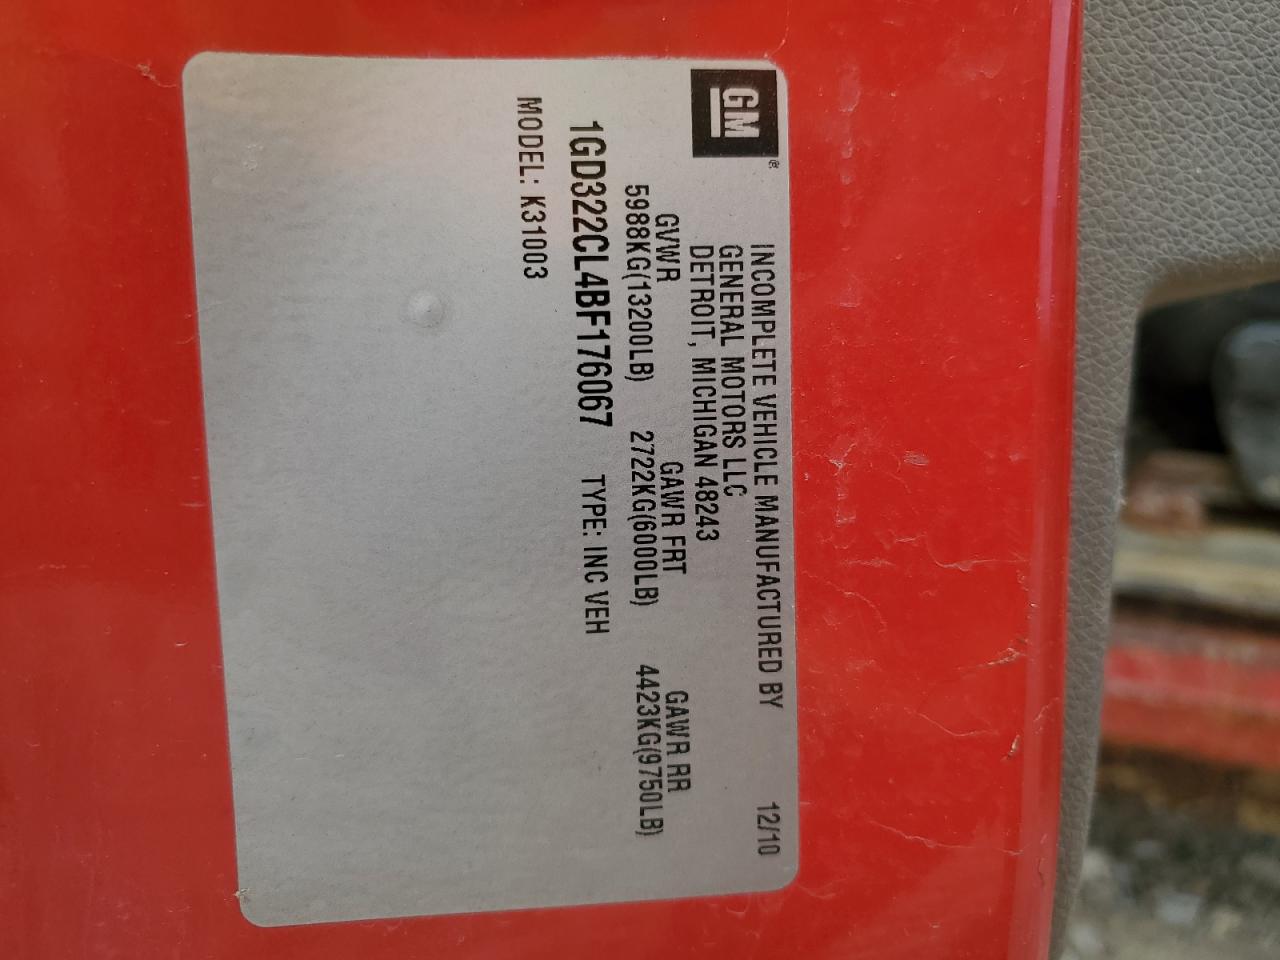 GM®
INCOMPLETE VEHICLE MANUFACTURED BY 12/10
GENERAL MOTORS LLC
DETROIT, MICHIGAN 48243
GVWR GAWR FRT GAWR RR
5988KG(13200LB) 2722KG(6000LB) 4423KG(9750LB)
1GD322CL4BF176067 TYPE: INC VEH
MODEL: K31003